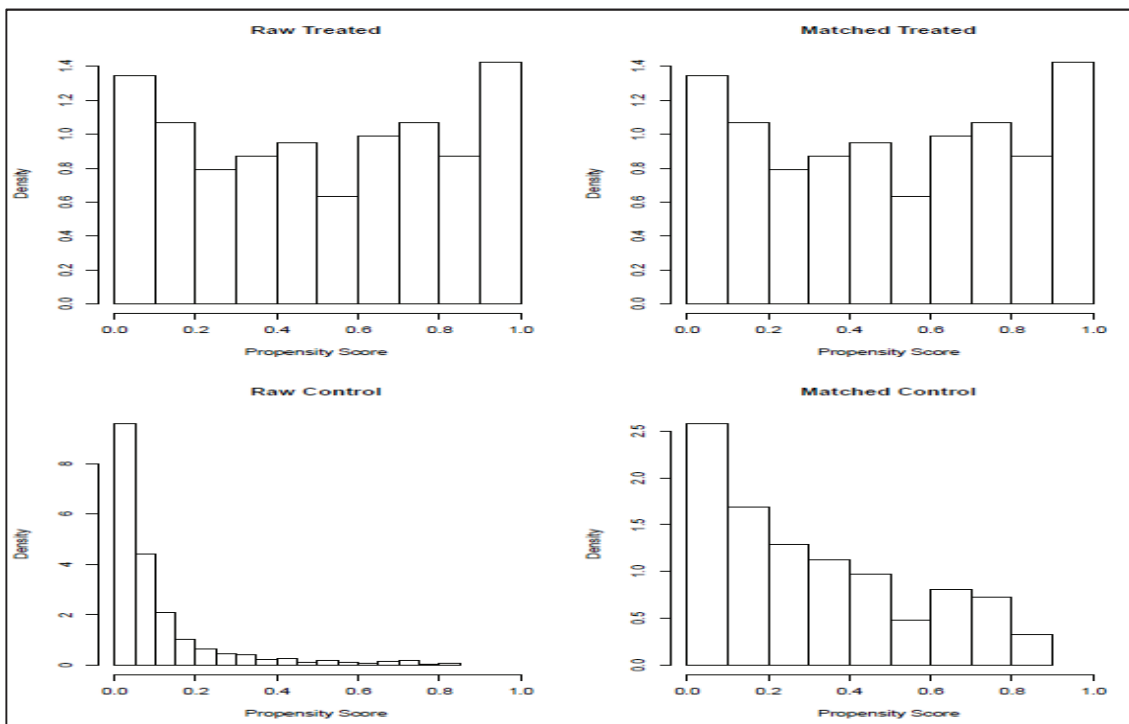 Raw Treated
Density
0.0 0.2 0.4 0.6 0.8 1.0 1.2 1.4
0.0 0.2 0.4 0.6 0.8 1.0
Propensity Score
Matched Treated
Density
0.0 0.2 0.4 0.6 0.8 1.0 1.2 1.4
0.0 0.2 0.4 0.6 0.8 1.0
Propensity Score
Raw Control
Density
0 2 4 6 8
0.0 0.2 0.4 0.6 0.8 1.0
Propensity Score
Matched Control
Density
0.0 0.5 1.0 1.5 2.0 2.5
0.0 0.2 0.4 0.6 0.8 1.0
Propensity Score